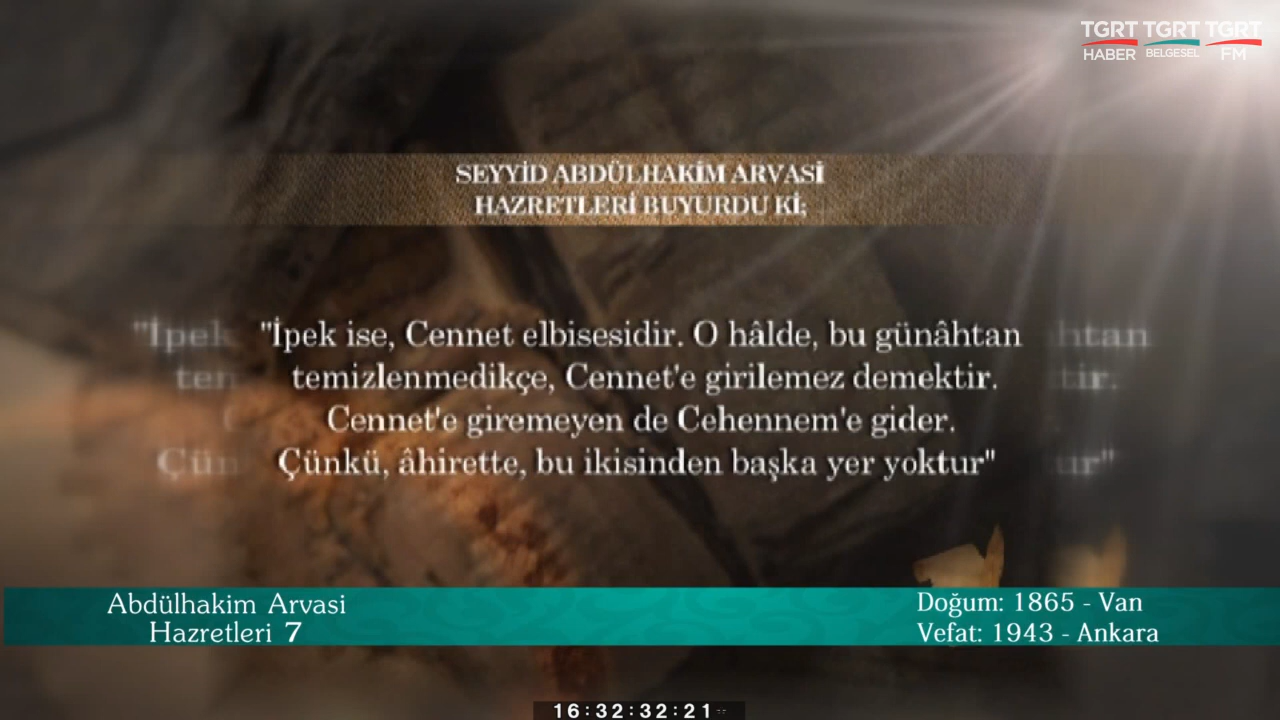 TGRT TGRT TGRT
HABER BELGESEL FM
SEYYİD ABDÜLHAKİM ARVASİ
HAZRETLERİ BUYURDU Kİ;
"İpek ise, Cennet elbisesidir. O hâlde, bu günâhtan
temizlenmedikçe, Cennet'e girilemez demektir.
Cennet'e giremeyen de Cehennem'e gider.
Çünkü, âhirette, bu ikisinden başka yer yoktur"
Abdülhakim Arvasi
Hazretleri 7
Doğum: 1865 - Van
Vefat: 1943 - Ankara
16:32:32:21